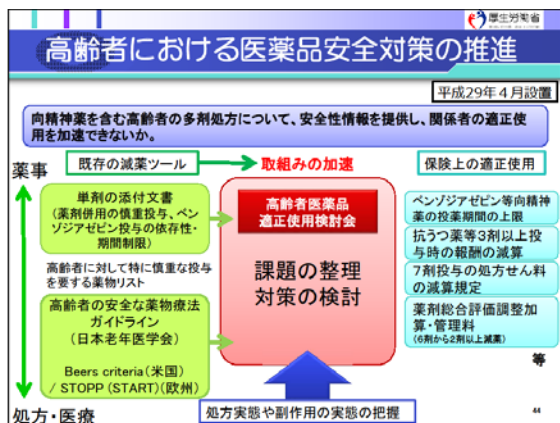 厚生労働省
高齢者における医薬品安全対策の推進
平成29年4月設置
向精神薬を含む高齢者の多剤処方について、安全性情報を提供し、関係者の適正使
用を加速できないか。
薬事
既存の減薬ツール
取組みの加速
保険上の適正使用
単剤の添付文書
(薬剤併用の慎重投与、ベン
ゾジアゼピン投与の依存性・
期間制限)
高齢者に対して特に慎重な投与
を要する薬物リスト
高齢者の安全な薬物療法
ガイドライン
(日本老年医学会)
Beers criteria(米国)
/ STOPP (START)(欧州)
処方・医療
高齢者医薬品
適正使用検討会
課題の整理
対策の検討
処方実態や副作用の実態の把握
ベンゾジアゼピン等向精神
薬の投薬期間の上限
抗うつ薬等3剤以上投
与時の報酬の減算
7剤投与の処方せん料
の減算規定
薬剤総合評価調整加
算・管理料
(6剤から2剤以上減薬)
等
44